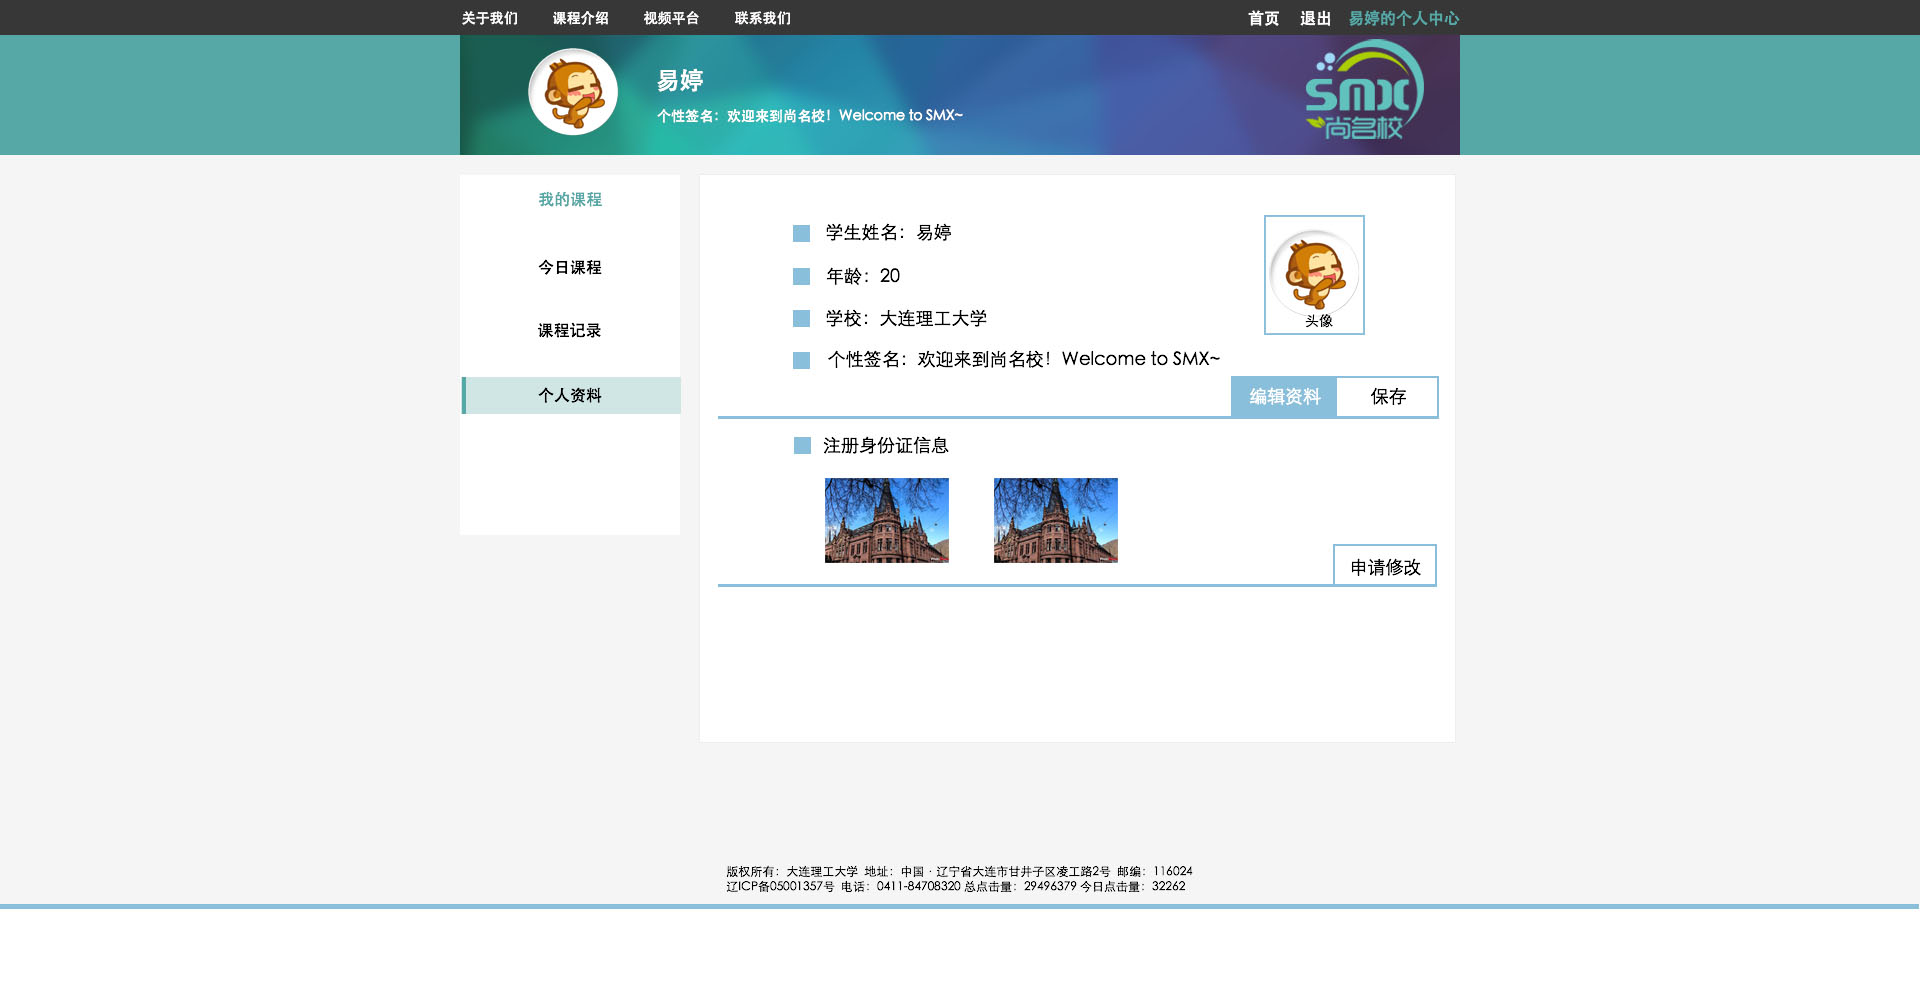 关于我们 课程介绍 视频平台 联系我们 首页 退出 易婷的个人中心
易婷
个性签名：欢迎来到尚名校！Welcome to SMX~
SMX
尚名校
我的课程
今日课程
课程记录
个人资料
学生姓名：易婷
年龄：20
学校：大连理工大学
个性签名：欢迎来到尚名校！Welcome to SMX~
头像
编辑资料 保存
注册身份证信息
申请修改
版权所有：大连理工大学 地址：中国·辽宁省大连市甘井子区凌工路2号 邮编：116024
辽ICP备05001357号 电话：0411-84708320 总点击量：29496379 今日点击量：32262